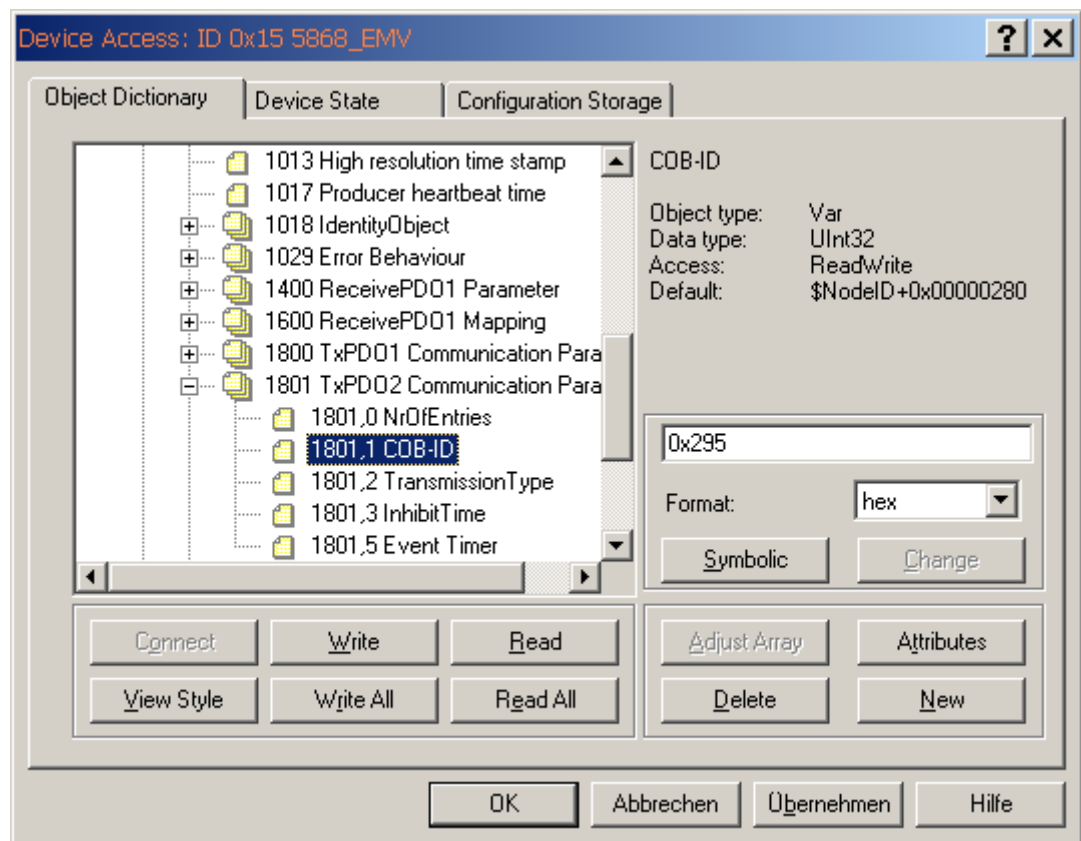 Device Access: ID 0x15 5868_EMV
Object Dictionary
Device State
Configuration Storage
1013 High resolution time stamp
1017 Producer heartbeat time
1018 IdentityObject
1029 Error Behaviour
1400 ReceivePDO1 Parameter
1600 ReceivePDO1 Mapping
1800 TxPDO1 Communication Para
1801 TxPDO2 Communication Para
1801,0 NrOfEntries
1801,1 COB-ID
1801,2 TransmissionType
1801,3 InhibitTime
1801,5 Event Timer
COB-ID
Object type: Var
Data type: UInt32
Access: ReadWrite
Default: $NodeID+0x00000280
0x295
Format: hex
Symbolic
Change
Connect
Write
Read
View Style
Write All
Read All
Adjust Array
Attributes
Delete
New
OK
Abbrechen
Übernehmen
Hilfe